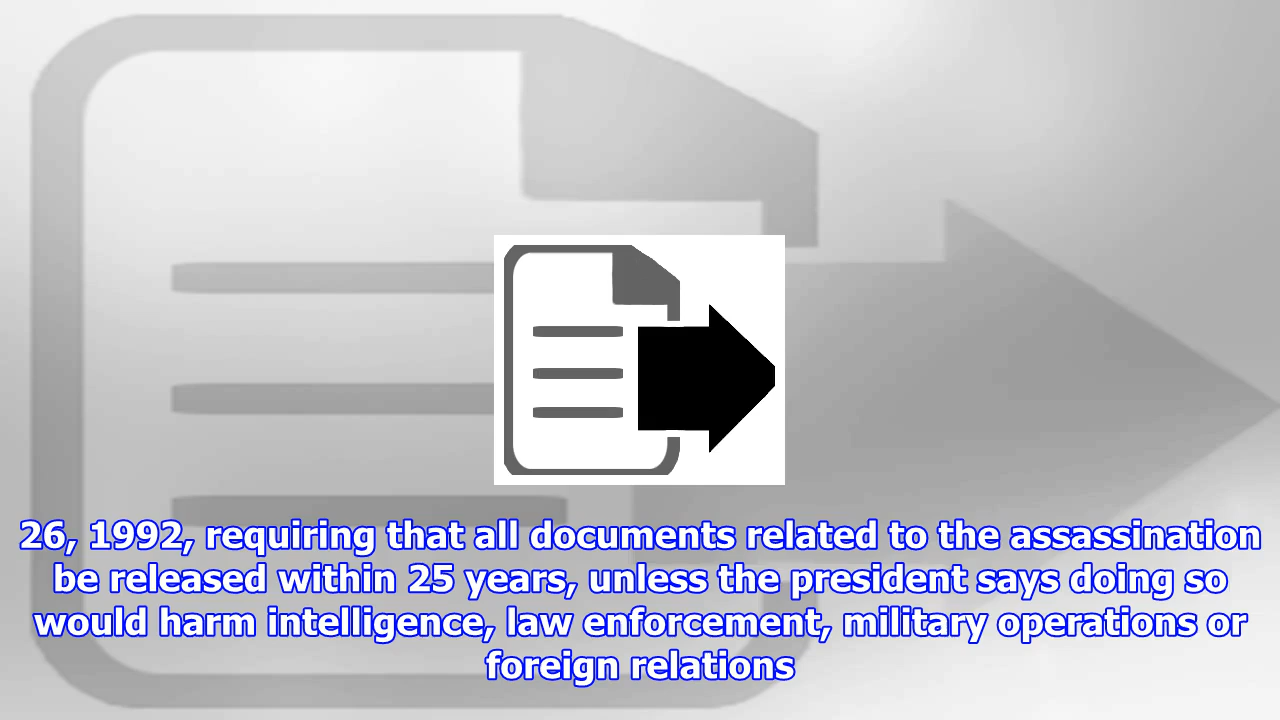 26, 1992, requiring that all documents related to the assassination
be released within 25 years, unless the president says doing so
would harm intelligence, law enforcement, military operations or
foreign relations